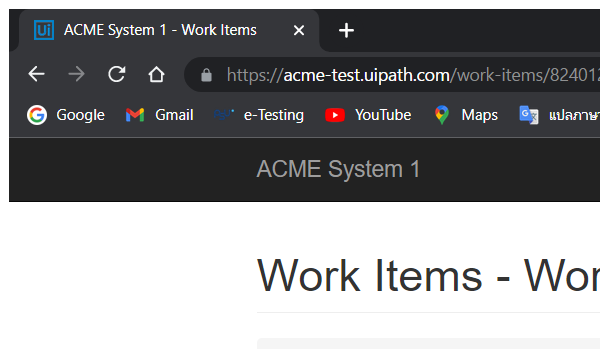 Ui ACME System 1 - Work Items
https://acme-test.uipath.com/work-items/82401
Google Gmail e-Testing YouTube Maps แปลภาษา
ACME System 1
Work Items - Wor